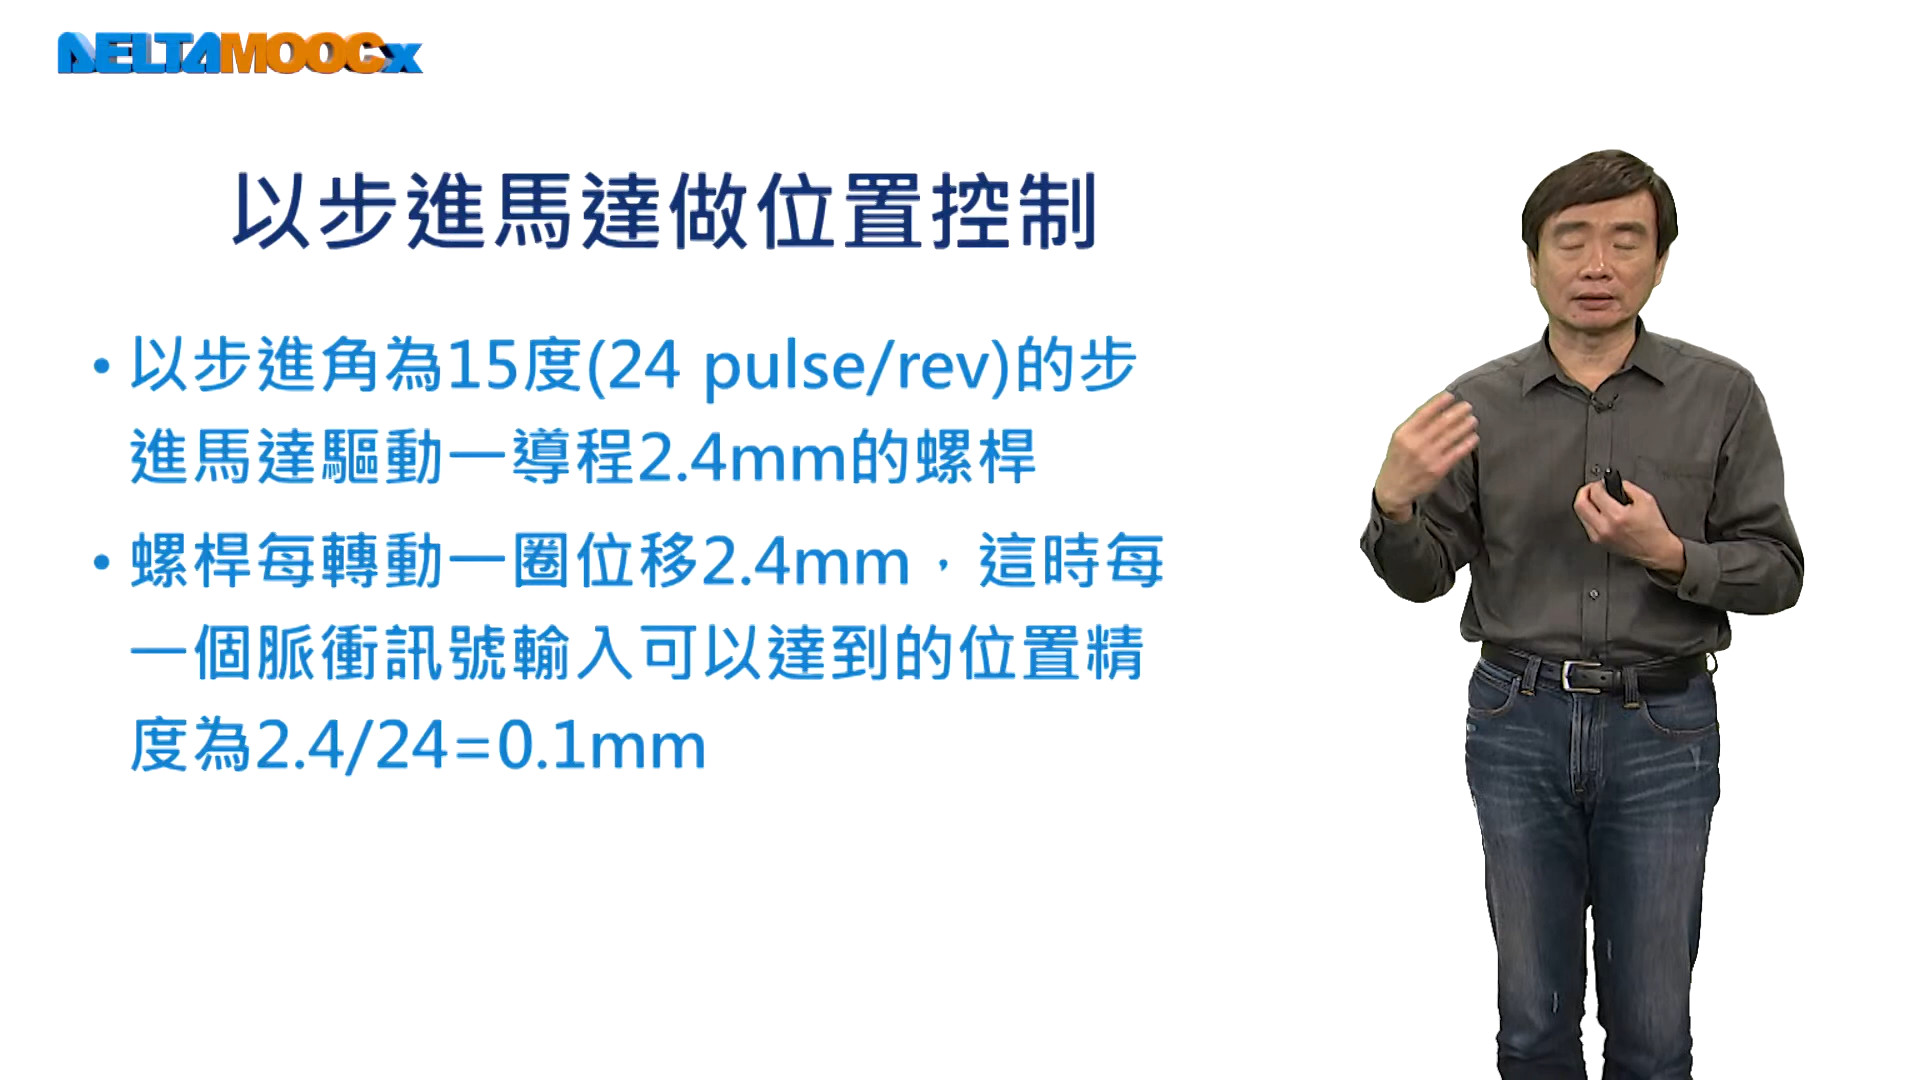 DELTAMOOCx
以步進馬達做位置控制
•以步進角為15度(24 pulse/rev)的步
進馬達驅動一導程2.4mm的螺桿
•螺桿每轉動一圈位移2.4mm，這時每
一個脈衝訊號輸入可以達到的位置精
度為2.4/24=0.1mm